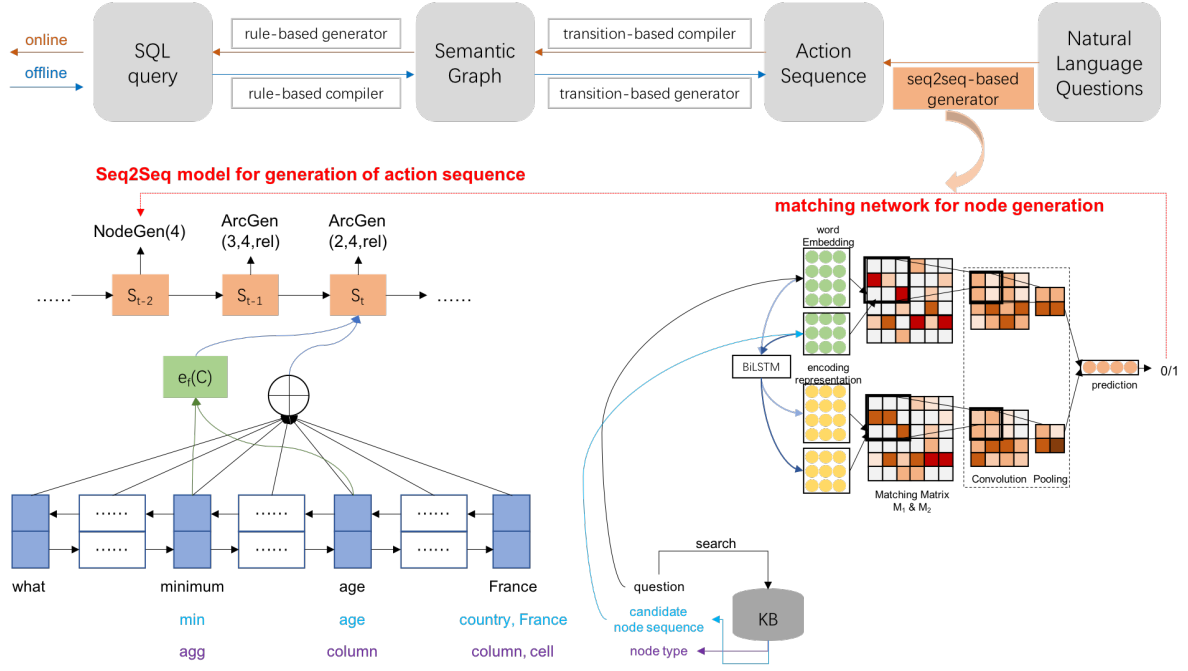 online
offline
SQL
query
rule-based generator
rule-based compiler
Semantic
Graph
transition-based compiler
transition-based generator
Action
Sequence
seq2seq-based
generator
Natural
Language
Questions
Seq2Seq model for generation of action sequence
NodeGen(4)
ArcGen
(3,4,rel)
ArcGen
(2,4,rel)
......
St-2
St-1
St
......
ef(C)
......
......
......
......
......
......
what
minimum
age
France
min
age
country, France
agg
column
column, cell
matching network for node generation
word
Embedding
BiLSTM
encoding
representation
Matching Matrix
M1 & M2
Convolution
Pooling
prediction
0/1
search
question
candidate
node sequence
node type
KB